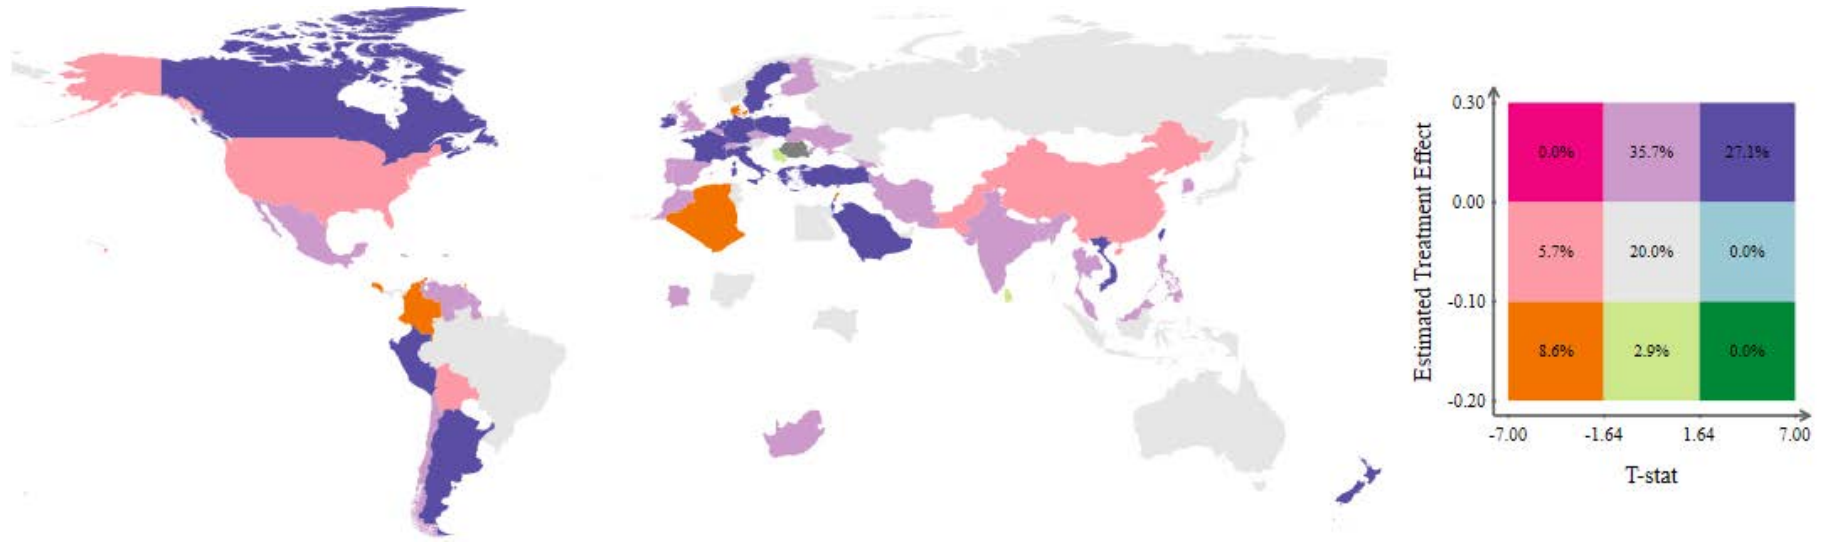 0.30
0.0% 35.7% 27.1%
0.00
5.7% 20.0% 0.0%
-0.10
8.6% 2.9% 0.0%
-0.20
-7.00 -1.64 1.64 7.00
T-stat
Estimated Treatment Effect